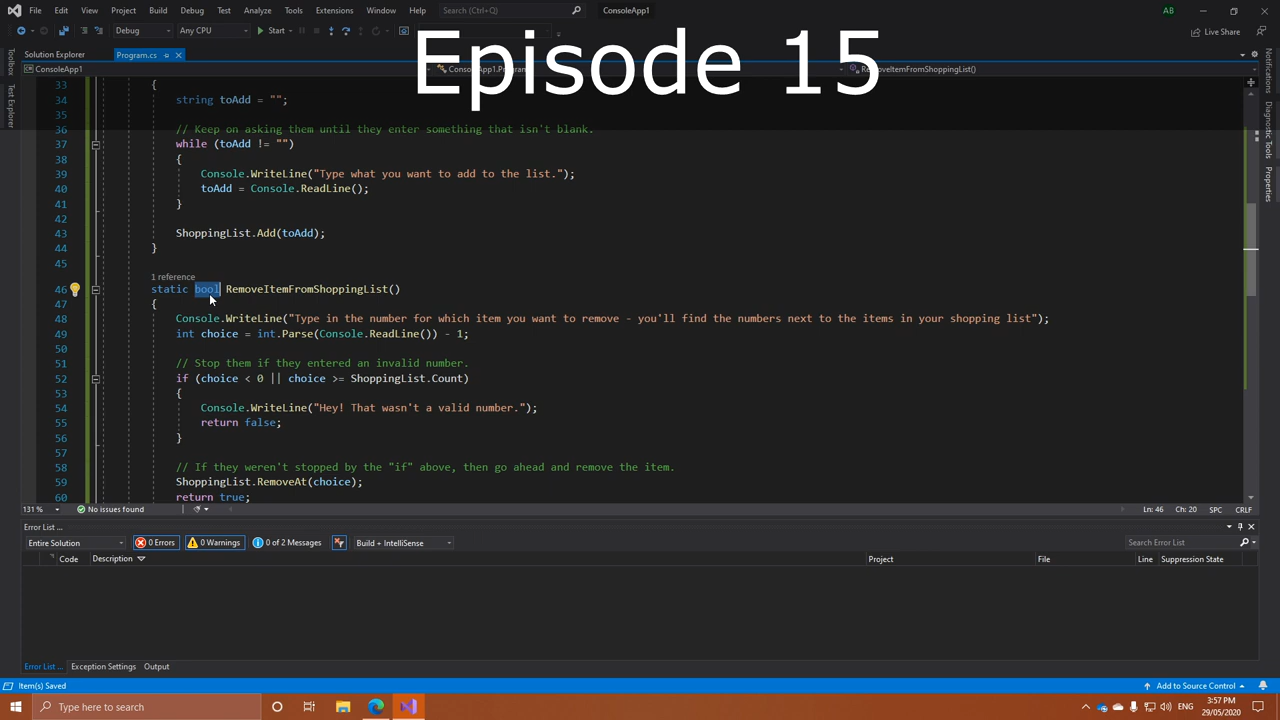 File Edit View Project Build Debug Test Analyze Tools Extensions Window Help Search (Ctrl+Q) ConsoleApp1 AB
Debug Any CPU Start Live Share
Episode 15
Solution Explorer Program.cs
ConsoleApp1 ConsoleApp1.Program RemoveItemFromShoppingList()
Toolbox
Test Explorer
Notifications
Diagnostic Tools
Properties
33 {
34 string toAdd = "";
35
36 // Keep on asking them until they enter something that isn't blank.
37 while (toAdd != "")
38 {
39 Console.WriteLine("Type what you want to add to the list.");
40 toAdd = Console.ReadLine();
41 }
42
43 ShoppingList.Add(toAdd);
44 }
45
1 reference
46 static bool RemoveItemFromShoppingList()
47 {
48 Console.WriteLine("Type in the number for which item you want to remove - you'll find the numbers next to the items in your shopping list");
49 int choice = int.Parse(Console.ReadLine()) - 1;
50
51 // Stop them if they entered an invalid number.
52 if (choice < 0 || choice >= ShoppingList.Count)
53 {
54 Console.WriteLine("Hey! That wasn't a valid number.");
55 return false;
56 }
57
58 // If they weren't stopped by the "if" above, then go ahead and remove the item.
59 ShoppingList.RemoveAt(choice);
60 return true;
131 % No issues found Ln: 46 Ch: 20 SPC CRLF
Error List ...
Entire Solution 0 Errors 0 Warnings 0 of 2 Messages Build + IntelliSense Search Error List
Code Description Project File Line Suppression State
Error List ... Exception Settings Output
Item(s) Saved Add to Source Control
Type here to search ENG 3:57 PM
29/05/2020